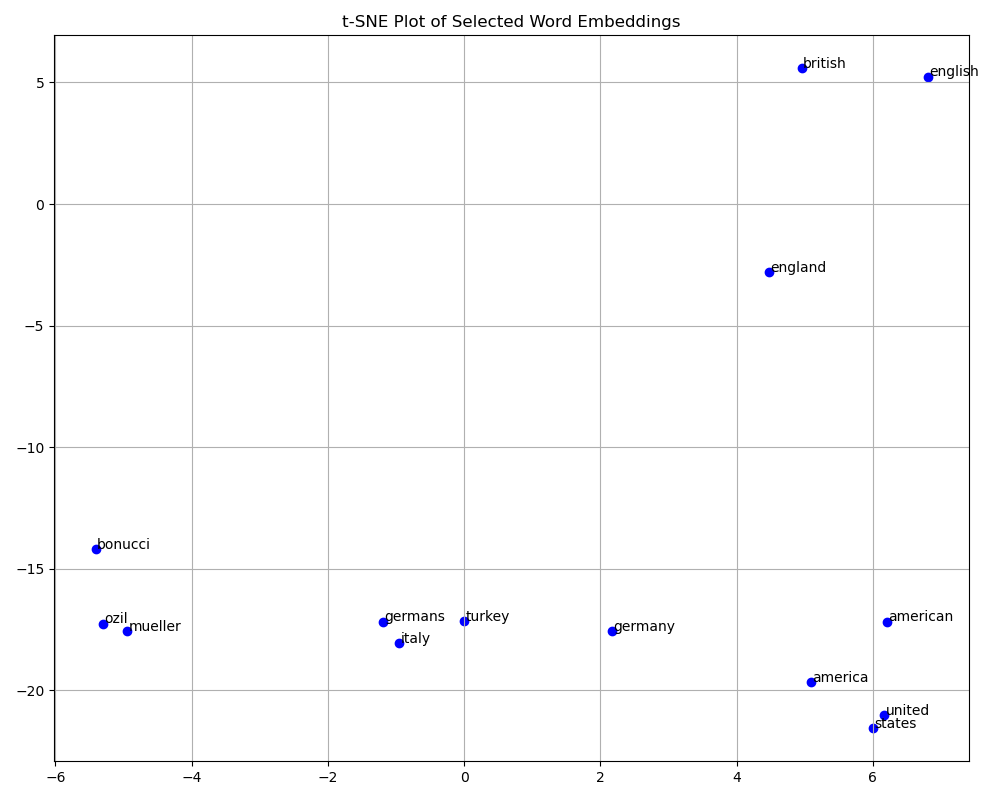 t-SNE Plot of Selected Word Embeddings
british
english
england
bonucci
ozil
mueller
germans
turkey
italy
germany
american
america
united
states
5
0
−5
−10
−15
−20
−6
−4
−2
0
2
4
6